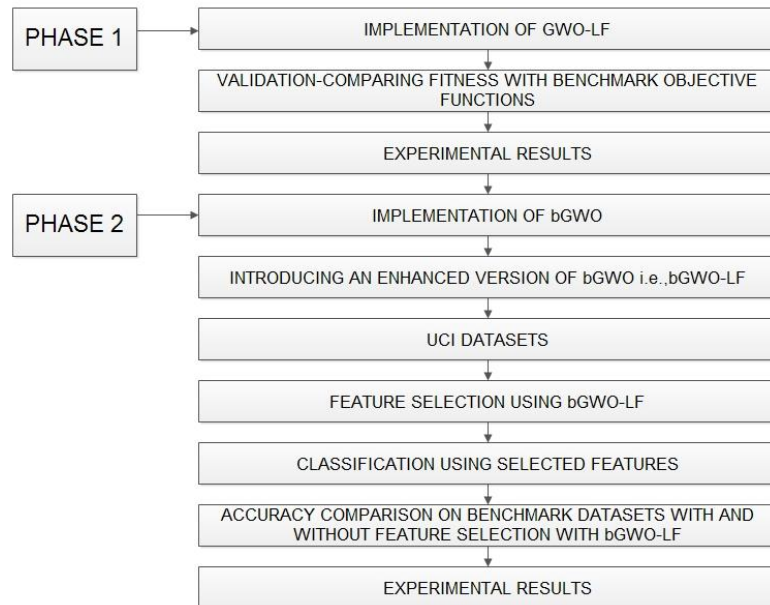 PHASE 1
IMPLEMENTATION OF GWO-LF
VALIDATION-COMPARING FITNESS WITH BENCHMARK OBJECTIVE
FUNCTIONS
EXPERIMENTAL RESULTS
PHASE 2
IMPLEMENTATION OF bGWO
INTRODUCING AN ENHANCED VERSION OF bGWO i.e.,bGWO-LF
UCI DATASETS
FEATURE SELECTION USING bGWO-LF
CLASSIFICATION USING SELECTED FEATURES
ACCURACY COMPARISON ON BENCHMARK DATASETS WITH AND
WITHOUT FEATURE SELECTION WITH bGWO-LF
EXPERIMENTAL RESULTS